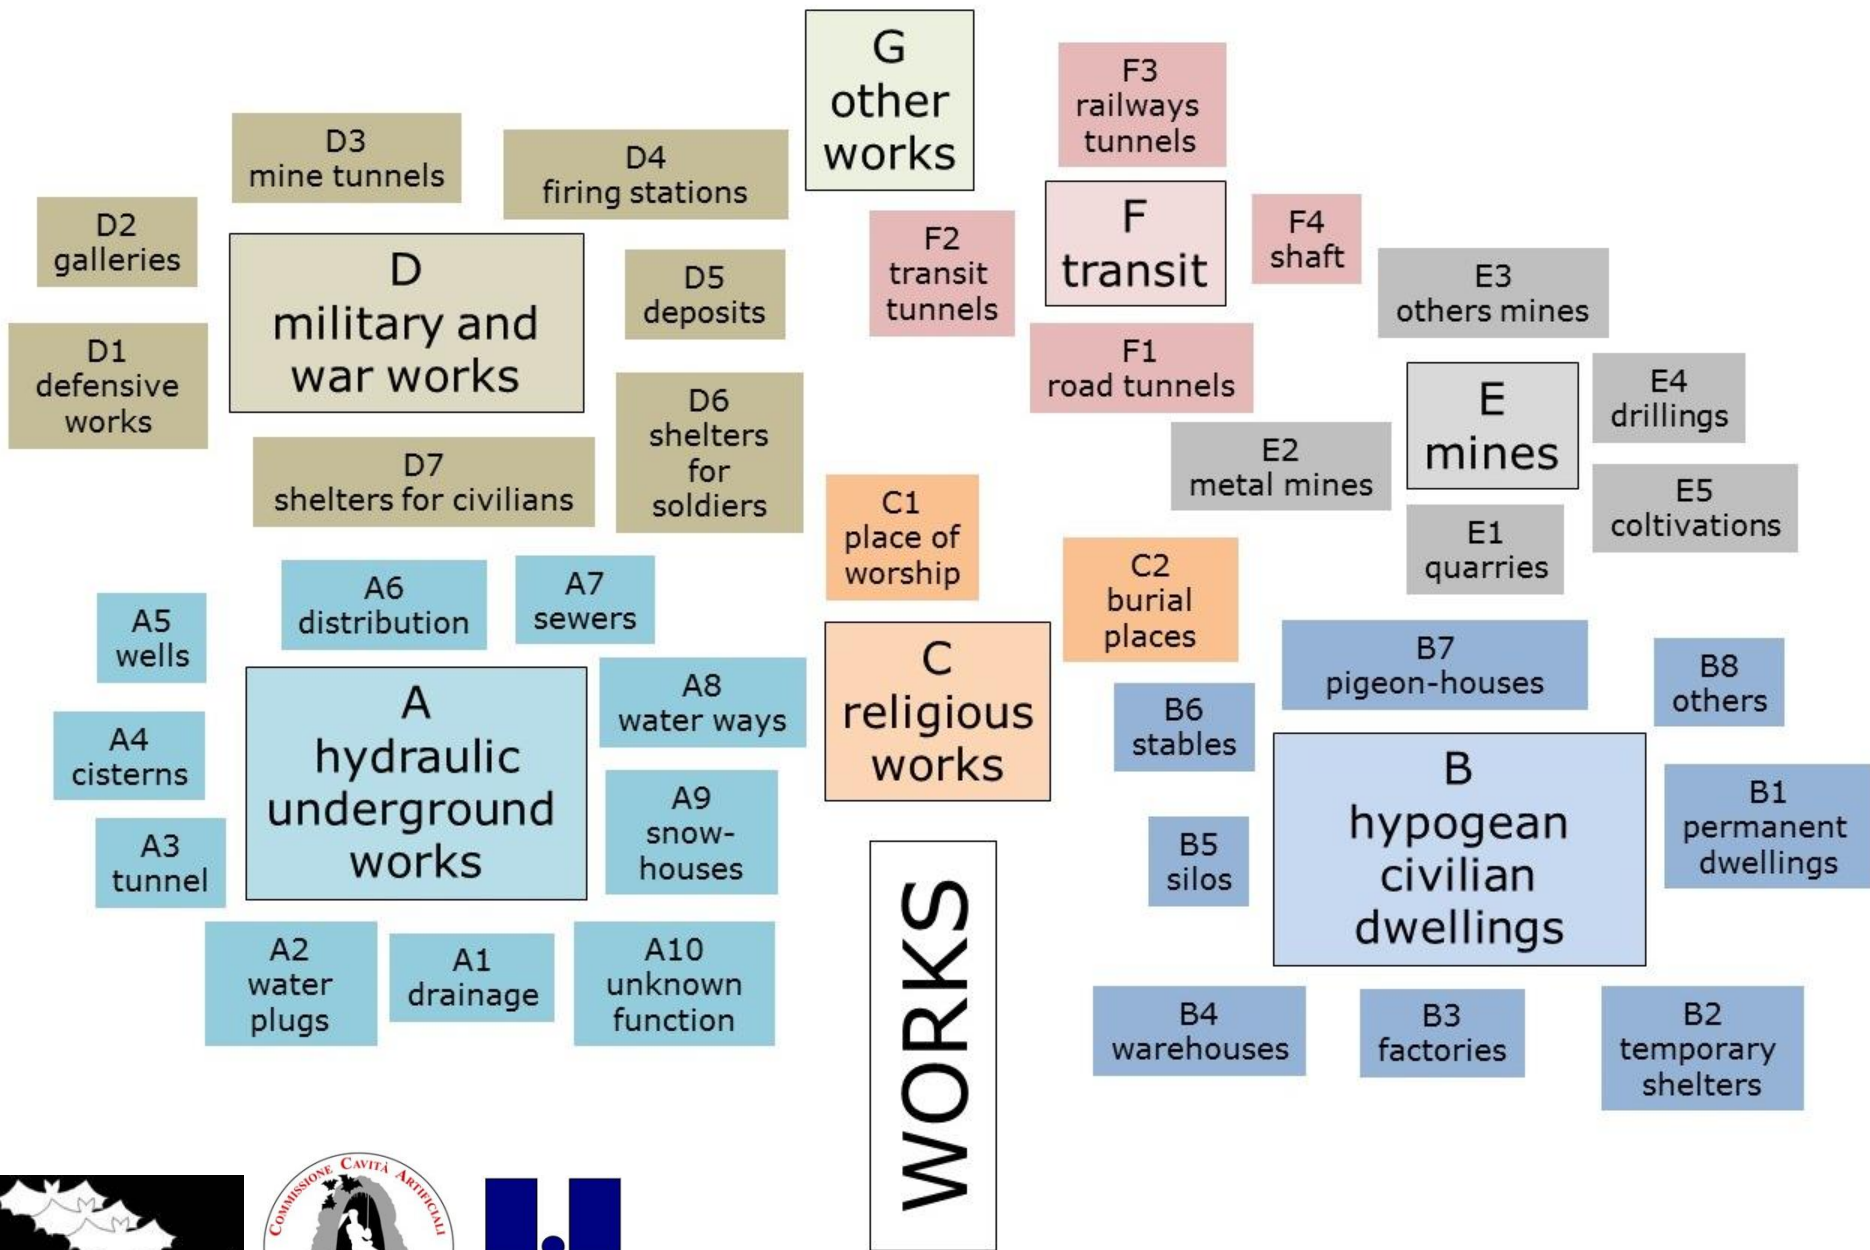 G
other
works
F3
railways
tunnels
D3
mine tunnels
D4
firing stations
F
transit
F4
shaft
F2
transit
tunnels
D2
galleries
D
military and
war works
D5
deposits
E3
others mines
D1
defensive
works
F1
road tunnels
E
mines
E4
drillings
D6
shelters
for
soldiers
E2
metal mines
D7
shelters for civilians
C1
place of
worship
E5
coltivations
E1
quarries
C2
burial
places
A6
distribution
A7
sewers
A5
wells
B7
pigeon-houses
B8
others
C
religious
works
A8
water ways
A
hydraulic
underground
works
B6
stables
A4
cisterns
B
hypogean
civilian
dwellings
B1
permanent
dwellings
A9
snow-
houses
A3
tunnel
B5
silos
WORKS
A2
water
plugs
A1
drainage
A10
unknown
function
B4
warehouses
B3
factories
B2
temporary
shelters
COMMISSIONE CAVITÀ ARTIFICIALI